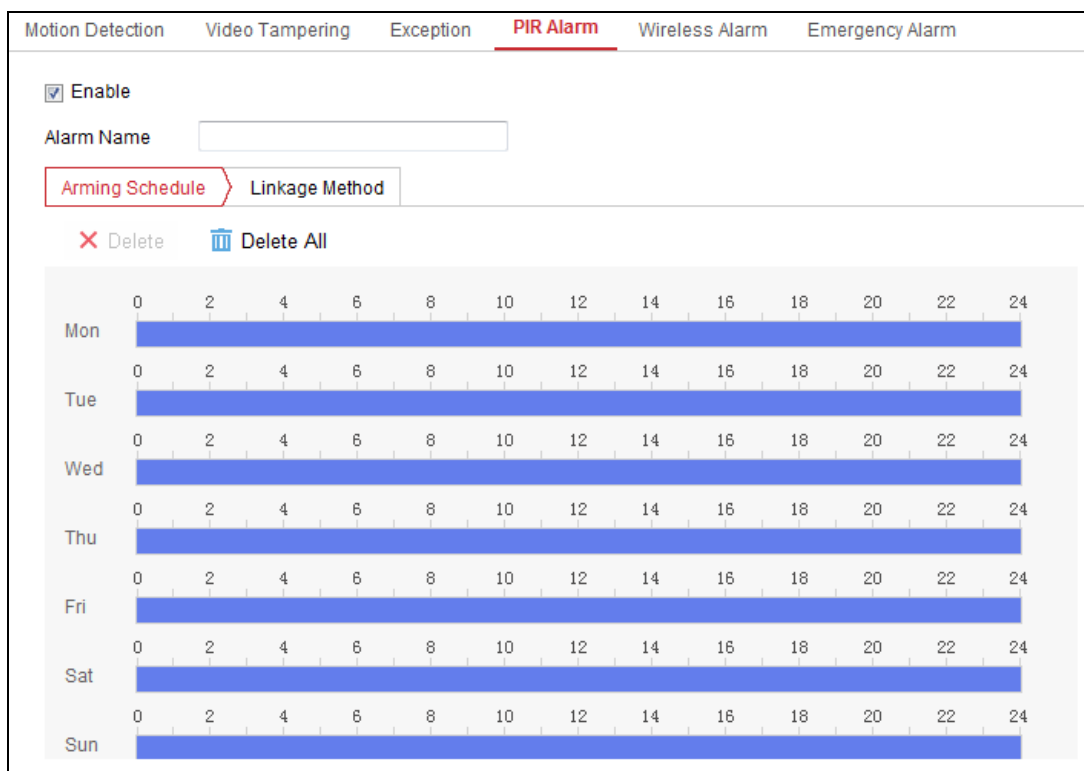 Motion Detection Video Tampering Exception PIR Alarm Wireless Alarm Emergency Alarm
Enable
Alarm Name
Arming Schedule Linkage Method
Delete Delete All
0 2 4 6 8 10 12 14 16 18 20 22 24
Mon
0 2 4 6 8 10 12 14 16 18 20 22 24
Tue
0 2 4 6 8 10 12 14 16 18 20 22 24
Wed
0 2 4 6 8 10 12 14 16 18 20 22 24
Thu
0 2 4 6 8 10 12 14 16 18 20 22 24
Fri
0 2 4 6 8 10 12 14 16 18 20 22 24
Sat
0 2 4 6 8 10 12 14 16 18 20 22 24
Sun